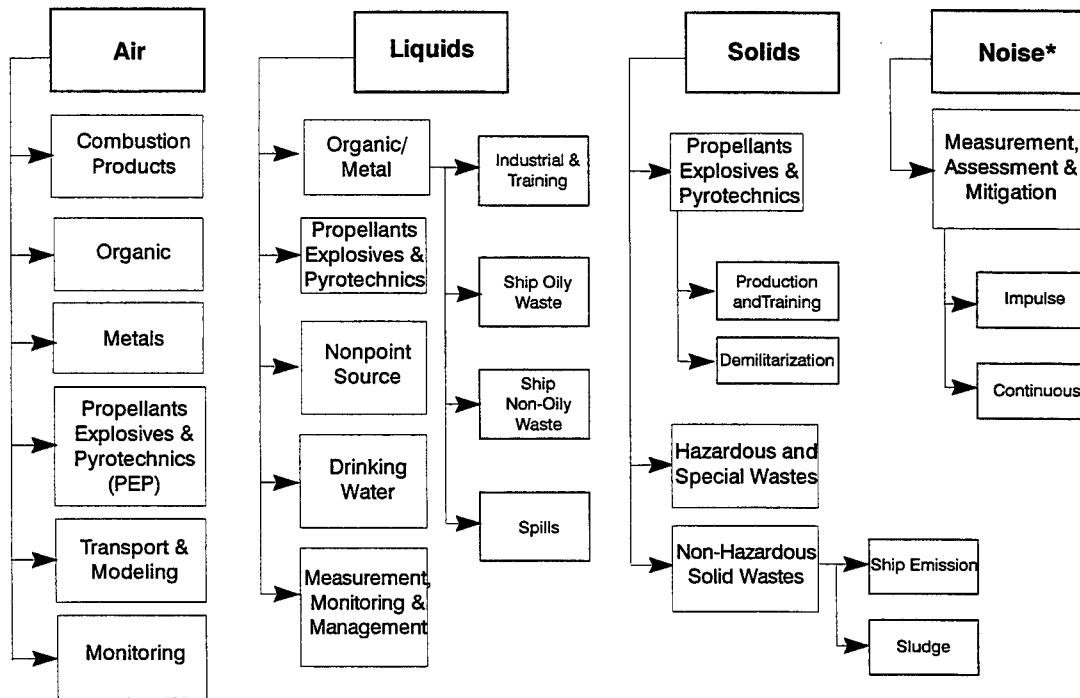 Air
Combustion
Products
Organic
Metals
Propellants
Explosives &
Pyrotechnics
(PEP)
Transport &
Modeling
Monitoring
Liquids
Organic/
Metal
Industrial &
Training
Ship Oily
Waste
Ship
Non-Oily
Waste
Spills
Propellants
Explosives &
Pyrotechnics
Nonpoint
Source
Drinking
Water
Measurement,
Monitoring &
Management
Solids
Propellants
Explosives &
Pyrotechnics
Production
andTraining
Demilitarization
Hazardous and
Special Wastes
Non-Hazardous
Solid Wastes
Ship Emission
Sludge
Noise*
Measurement,
Assessment &
Mitigation
Impulse
Continuous